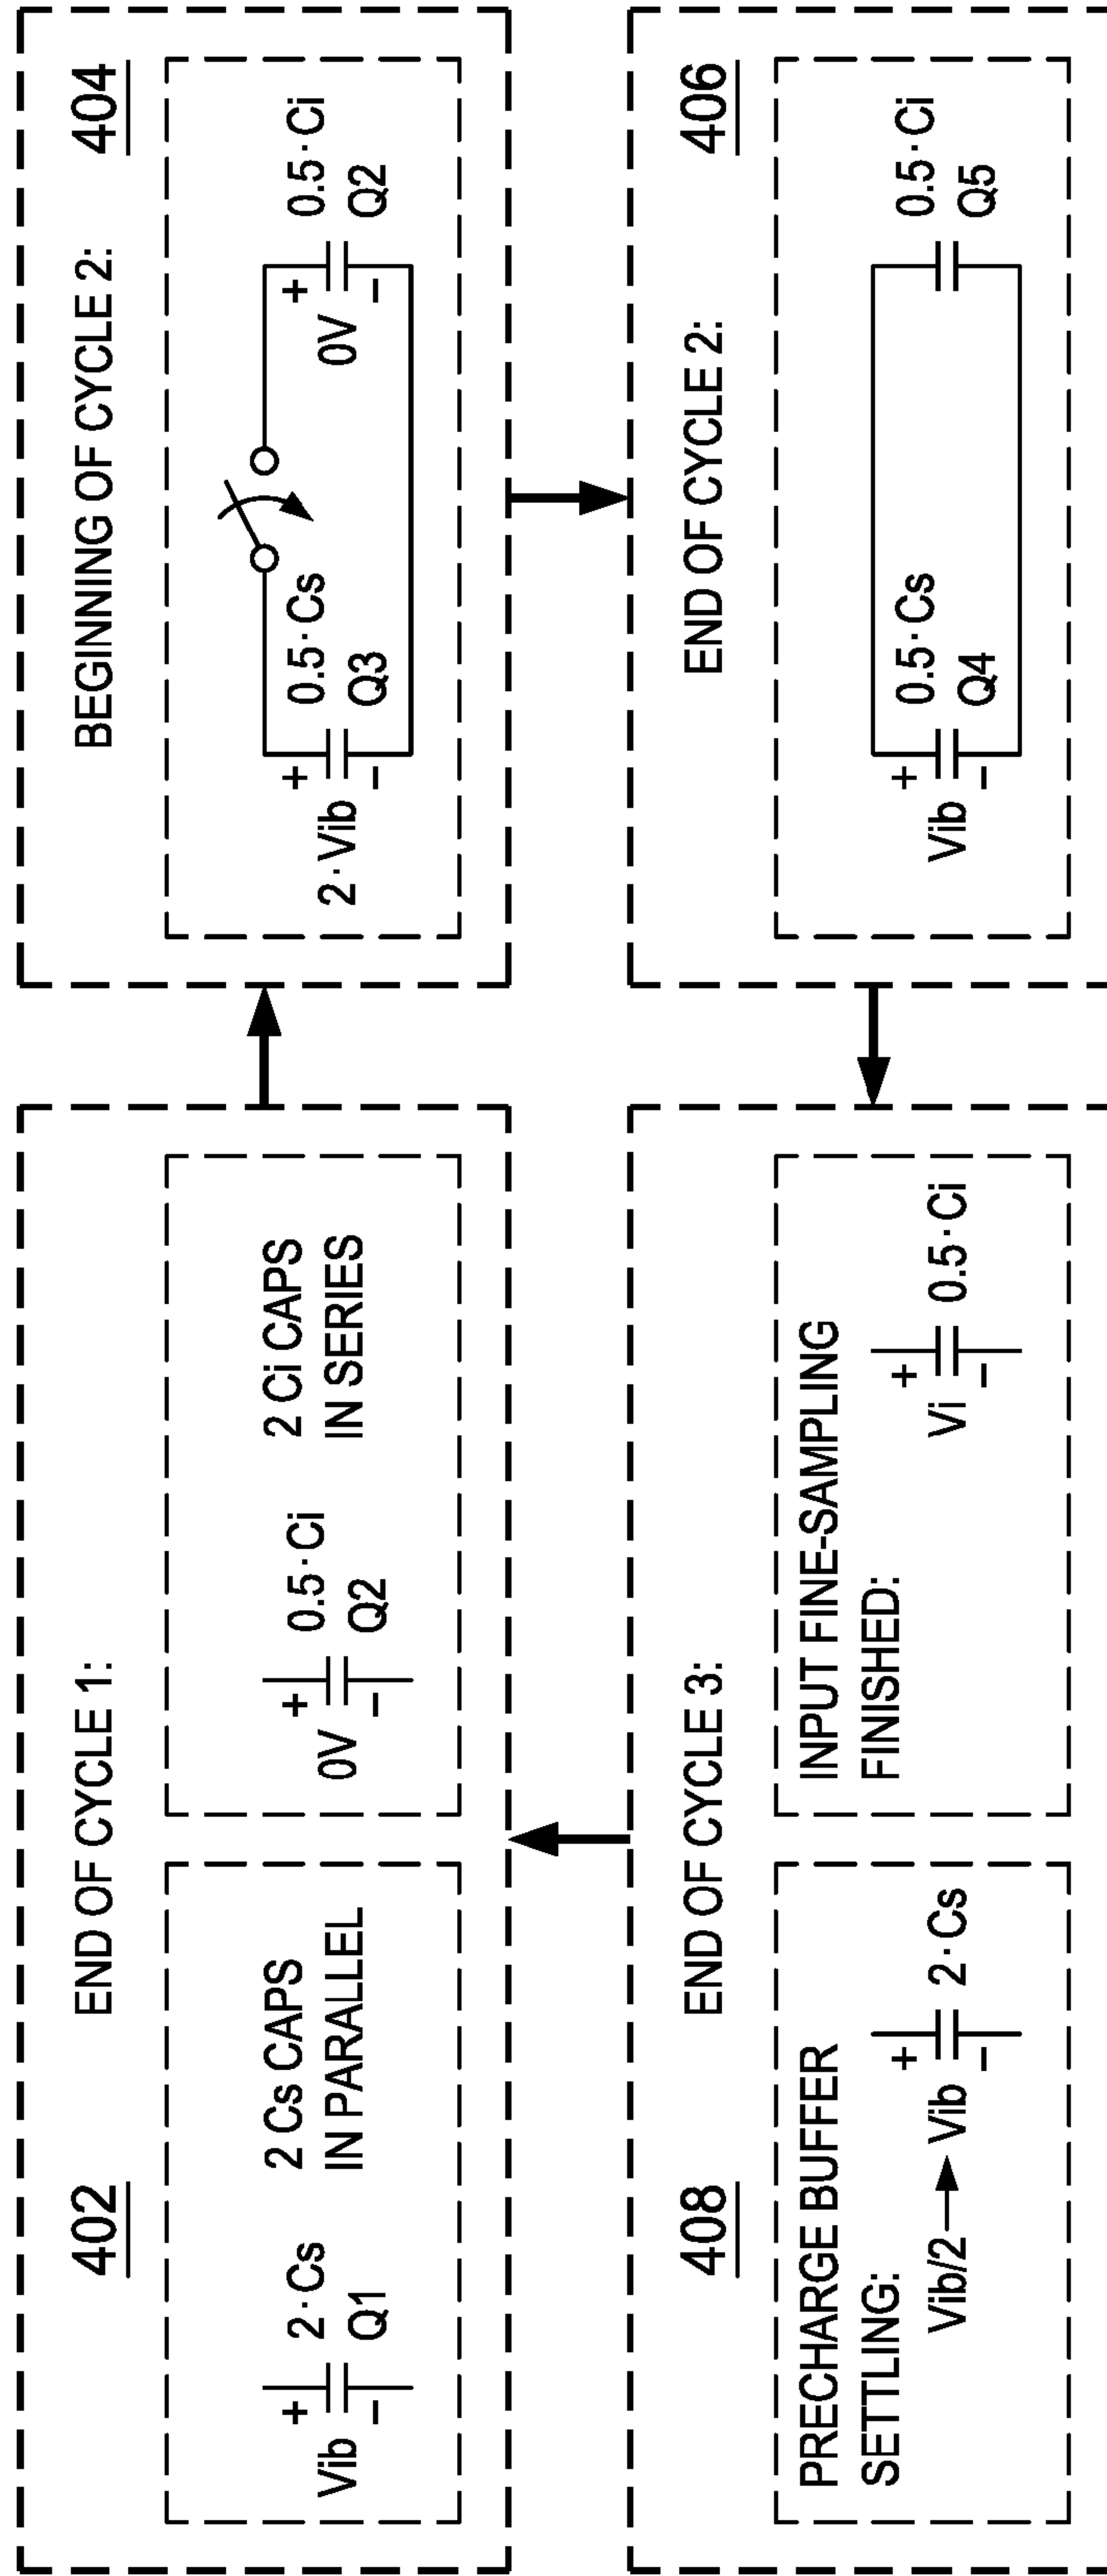 402
END OF CYCLE 1:
Vib
+
−
2·Cs
Q1
2 Cs CAPS
IN PARALLEL
0V
+
−
0.5·Ci
Q2
2 Ci CAPS
IN SERIES
404
BEGINNING OF CYCLE 2:
2·Vib
+
−
0.5·Cs
Q3
0V
+
−
0.5·Ci
Q2
408
END OF CYCLE 3:
PRECHARGE BUFFER
SETTLING:
Vib/2 → Vib
+
−
2·Cs
INPUT FINE-SAMPLING
FINISHED:
Vi
+
−
0.5·Ci
406
END OF CYCLE 2:
Vib
+
−
0.5·Cs
Q4
0.5·Ci
Q5